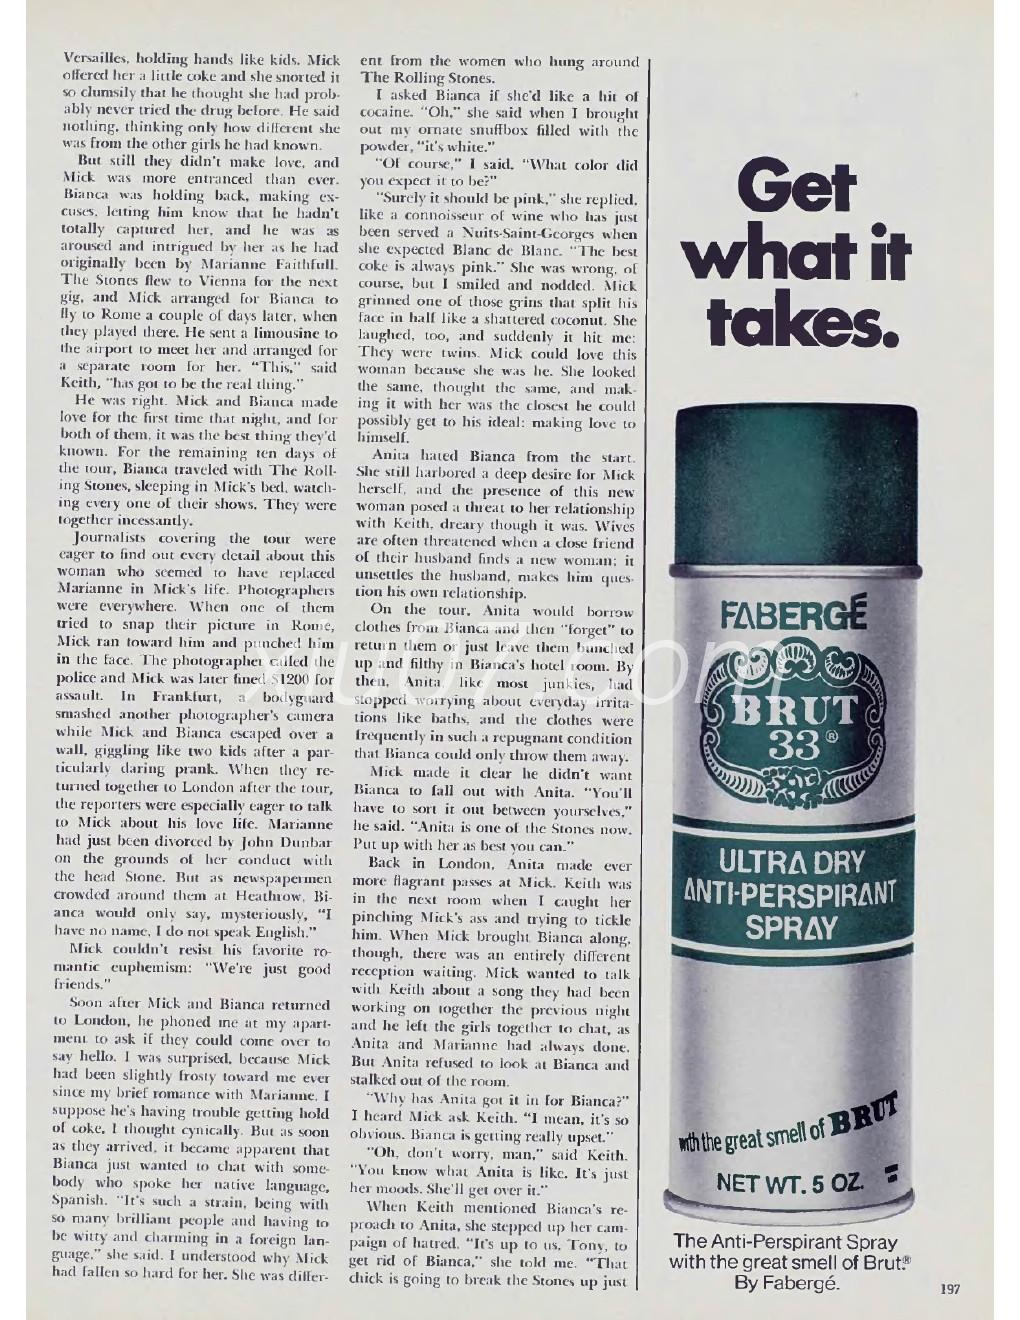 Versailles, holding hands like kids. Mick
offered her a little coke and she snorted it
so clumsily that he thought she had prob-
ably never tried the drug before. He said
nothing, thinking only how different she
was from the other girls he had known.
But still they didn't make love, and
Mick was more entranced than ever.
Bianca was holding back, making ex-
cuses, letting him know that he hadn't
totally captured her, and he was as
aroused and intrigued by her as he had
originally been by Marianne Faithfull.
The Stones flew to Vienna for the next
gig, and Mick arranged for Bianca to
fly to Rome a couple of days later, when
they played there. He sent a limousine to
the airport to meet her and arranged for
a separate room for her. "This," said
Keith, "has got to be the real thing."
He was right. Mick and Bianca made
love for the first time that night, and for
both of them, it was the best thing they'd
known. For the remaining ten days of
the tour, Bianca traveled with The Roll-
ing Stones, sleeping in Mick's bed, watch-
ing every one of their shows. They were
together incessantly.
Journalists covering the tour were
eager to find out every detail about this
woman who seemed to have replaced
Marianne in Mick's life. Photographers
were everywhere. When one of them
tried to snap their picture in Rome,
Mick ran toward him and punched him
in the face. The photographer called the
police and Mick was later fined $1200 for
assault. In Frankfurt, a bodyguard
smashed another photographer's camera
while Mick and Bianca escaped over a
wall, giggling like two kids after a par-
ticularly daring prank. When they re-
turned together to London after the tour,
the reporters were especially eager to talk
to Mick about his love life. Marianne
had just been divorced by John Dunbar
on the grounds of her conduct with
the head Stone. But as newspapermen
crowded around them at Heathrow, Bi-
anca would only say, mysteriously, "I
have no name, I do not speak English."
Mick couldn't resist his favorite ro-
mantic euphemism: "We're just good
friends."
Soon after Mick and Bianca returned
to London, he phoned me at my apart-
ment to ask if they could come over to
say hello. I was surprised, because Mick
had been slightly frosty toward me ever
since my brief romance with Marianne. I
suppose he's having trouble getting hold
of coke, I thought cynically. But as soon
as they arrived, it became apparent that
Bianca just wanted to chat with some-
body who spoke her native language,
Spanish. "It's such a strain, being with
so many brilliant people and having to
be witty and charming in a foreign lan-
guage," she said. I understood why Mick
had fallen so hard for her. She was differ-
ent from the women who hung around
The Rolling Stones.
I asked Bianca if she'd like a hit of
cocaine. "Oh," she said when I brought
out my ornate snuffbox filled with the
powder, "it's white."
"Of course," I said. "What color did
you expect it to be?"
"Surely it should be pink," she replied,
like a connoisseur of wine who has just
been served a Nuits-Saint-Georges when
she expected Blanc de Blanc. "The best
coke is always pink." She was wrong, of
course, but I smiled and nodded. Mick
grinned one of those grins that split his
face in half like a shattered coconut. She
laughed, too, and suddenly it hit me:
They were twins. Mick could love this
woman because she was he. She looked
the same, thought the same, and mak-
ing it with her was the closest he could
possibly get to his ideal: making love to
himself.
Anita hated Bianca from the start.
She still harbored a deep desire for Mick
herself, and the presence of this new
woman posed a threat to her relationship
with Keith, dreary though it was. Wives
are often threatened when a close friend
of their husband finds a new woman; it
unsettles the husband, makes him ques-
tion his own relationship.
On the tour, Anita would borrow
clothes from Bianca and then "forget" to
return them or just leave them bunched
up and filthy in Bianca's hotel room. By
then, Anita, like most junkies, had
stopped worrying about everyday irrita-
tions like baths, and the clothes were
frequently in such a repugnant condition
that Bianca could only throw them away.
Mick made it clear he didn't want
Bianca to fall out with Anita. "You'll
have to sort it out between yourselves,"
he said. "Anita is one of the Stones now.
Put up with her as best you can."
Back in London, Anita made ever
more flagrant passes at Mick. Keith was
in the next room when I caught her
pinching Mick's ass and trying to tickle
him. When Mick brought Bianca along,
though, there was an entirely different
reception waiting. Mick wanted to talk
with Keith about a song they had been
working on together the previous night
and he left the girls together to chat, as
Anita and Marianne had always done.
But Anita refused to look at Bianca and
stalked out of the room.
"Why has Anita got it in for Bianca?"
I heard Mick ask Keith. "I mean, it's so
obvious. Bianca is getting really upset."
"Oh, don't worry, man," said Keith.
"You know what Anita is like. It's just
her moods. She'll get over it."
When Keith mentioned Bianca's re-
proach to Anita, she stepped up her cam-
paign of hatred. "It's up to us, Tony, to
get rid of Bianca," she told me. "That
chick is going to break the Stones up just
Get
what it
takes.
FABERGÉ
BRUT
33®
ULTRA DRY
ANTI-PERSPIRANT
SPRAY
with the great smell of BRUT
NET WT. 5 OZ.
The Anti-Perspirant Spray
with the great smell of Brut.®
By Fabergé.
197
xiu07.com